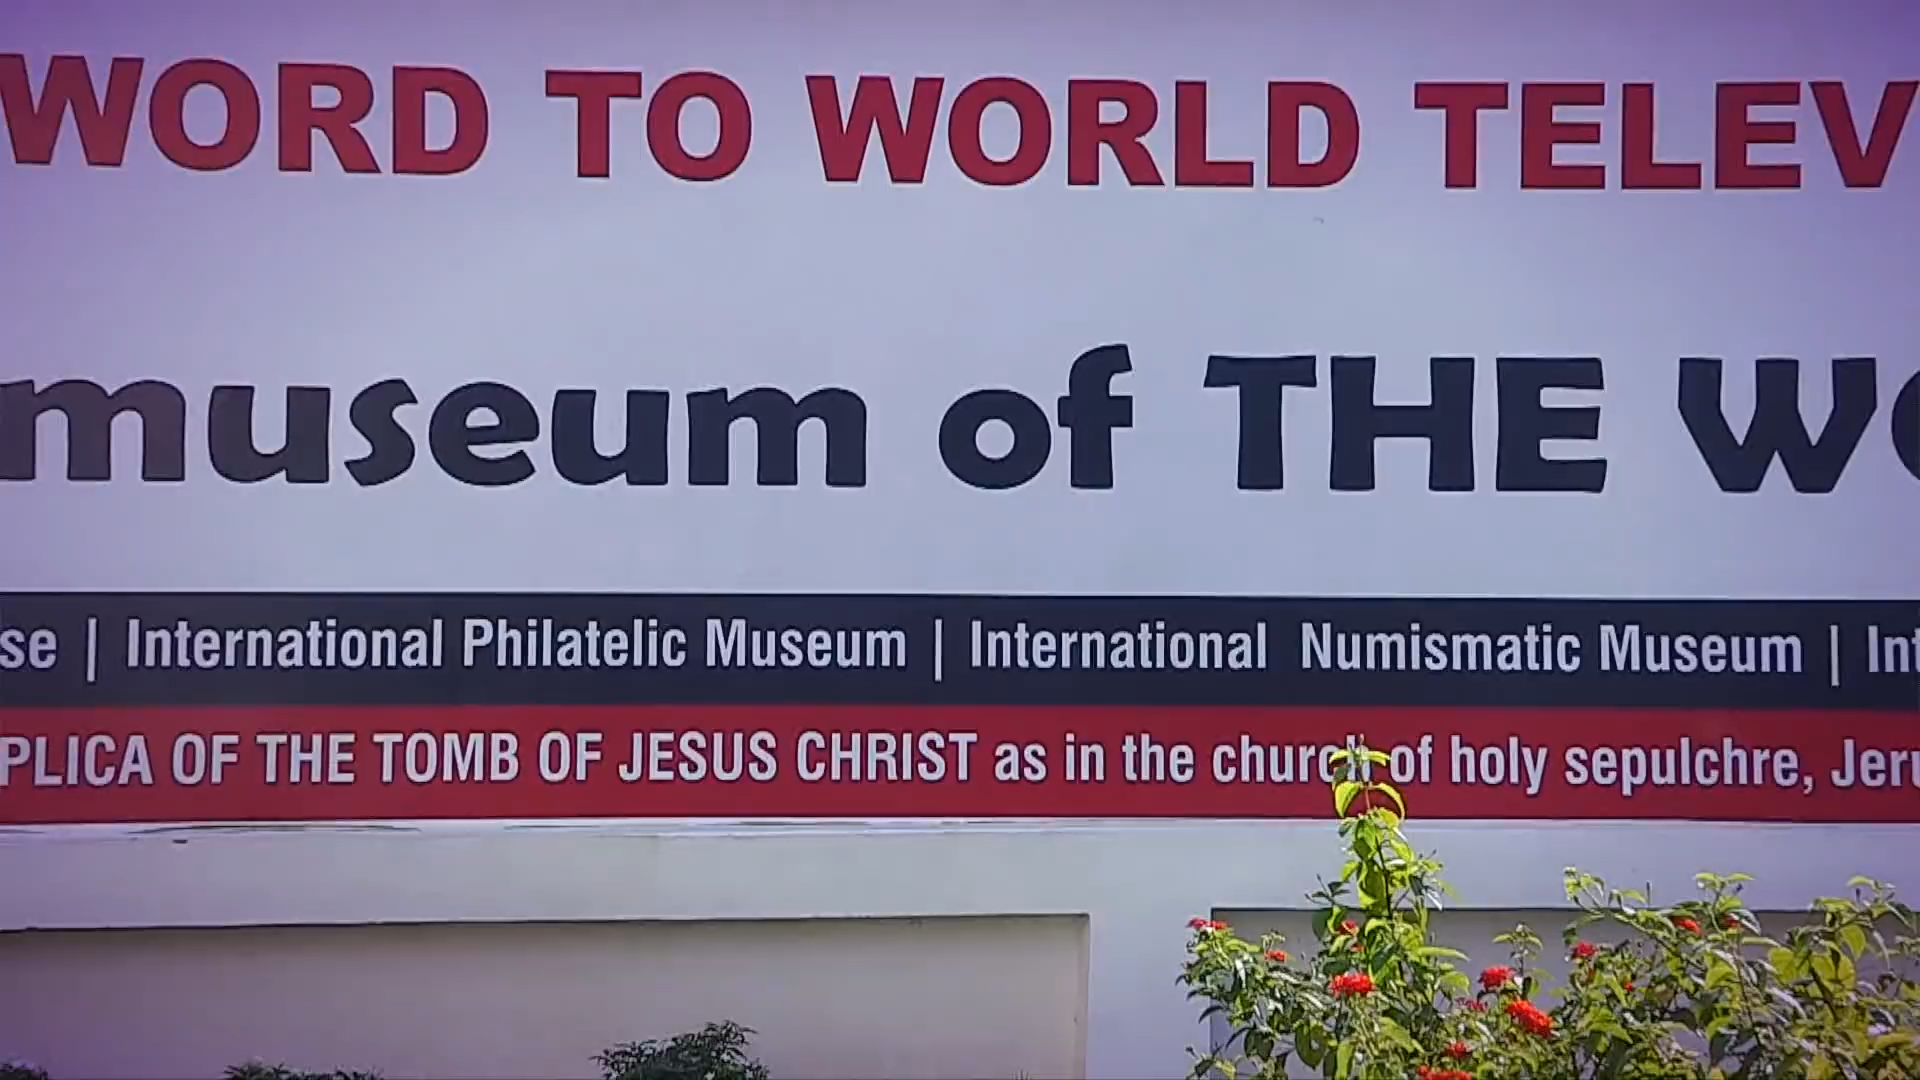 WORD TO WORLD TELEV
museum of THE WO
se | International Philatelic Museum | International Numismatic Museum | Int
PLICA OF THE TOMB OF JESUS CHRIST as in the church of holy sepulchre, Jeru